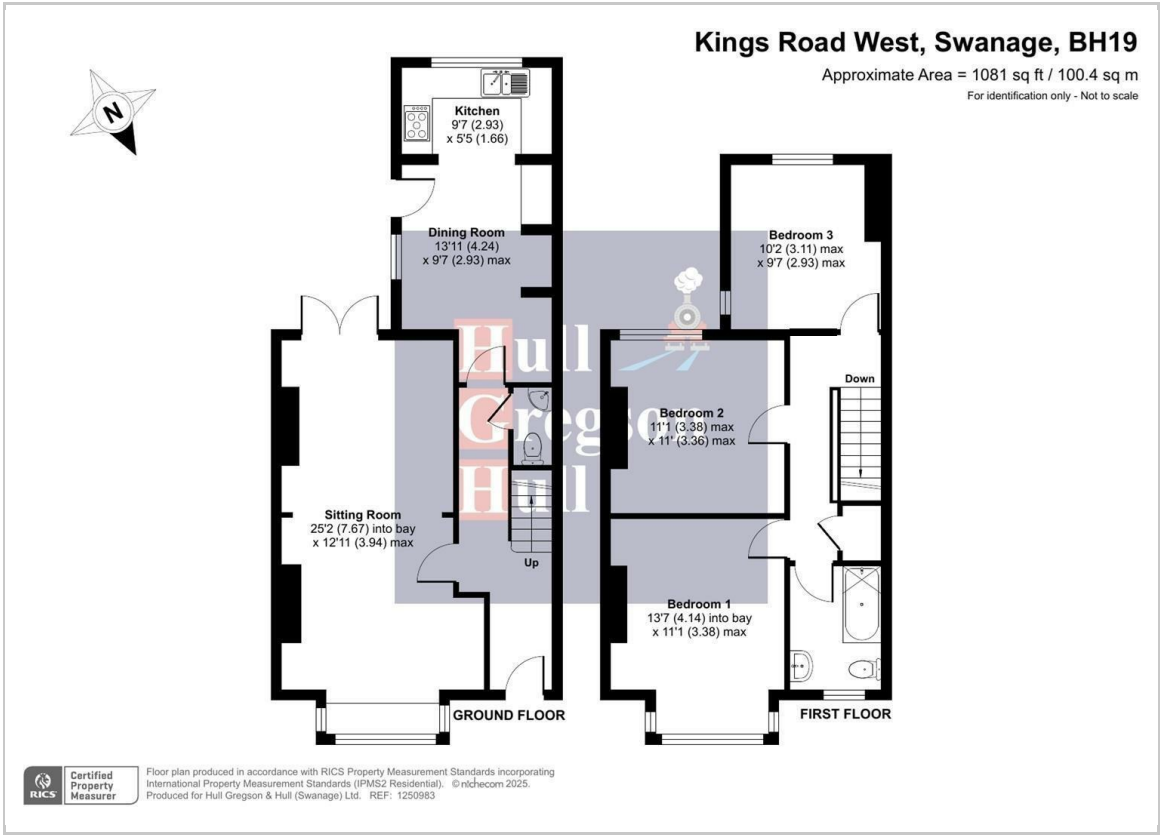 Kings Road West, Swanage, BH19
Approximate Area = 1081 sq ft / 100.4 sq m
For identification only - Not to scale
N
Kitchen
9'7 (2.93)
x 5'5 (1.66)
Dining Room
13'11 (4.24)
x 9'7 (2.93) max
Bedroom 3
10'2 (3.11) max
x 9'7 (2.93) max
Hull
Gregson
Hull
Down
Bedroom 2
11'1 (3.38) max
x 11' (3.36) max
Sitting Room
25'2 (7.67) into bay
x 12'11 (3.94) max
Up
Bedroom 1
13'7 (4.14) into bay
x 11'1 (3.38) max
GROUND FLOOR
FIRST FLOOR
RICS
Certified
Property
Measurer
Floor plan produced in accordance with RICS Property Measurement Standards incorporating
International Property Measurement Standards (IPMS2 Residential). © nichecom 2025.
Produced for Hull Gregson & Hull (Swanage) Ltd. REF: 1250983